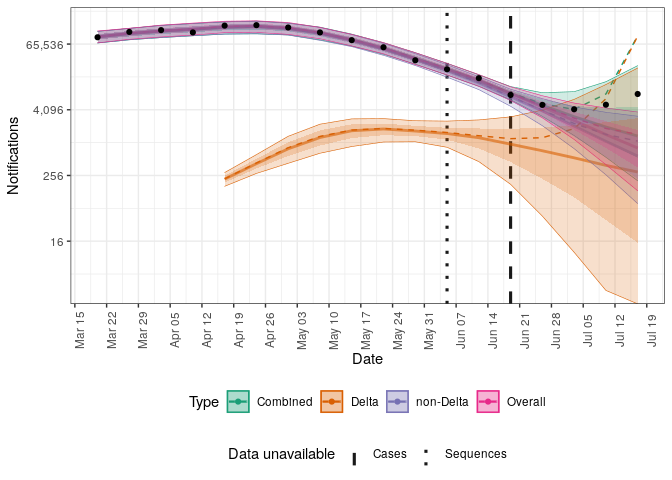 65,536
4,096
256
16
Notifications
Mar 15
Mar 22
Mar 29
Apr 05
Apr 12
Apr 19
Apr 26
May 03
May 10
May 17
May 24
May 31
Jun 07
Jun 14
Jun 21
Jun 28
Jul 05
Jul 12
Jul 19
Date
Type Combined Delta non-Delta Overall
Data unavailable Cases Sequences